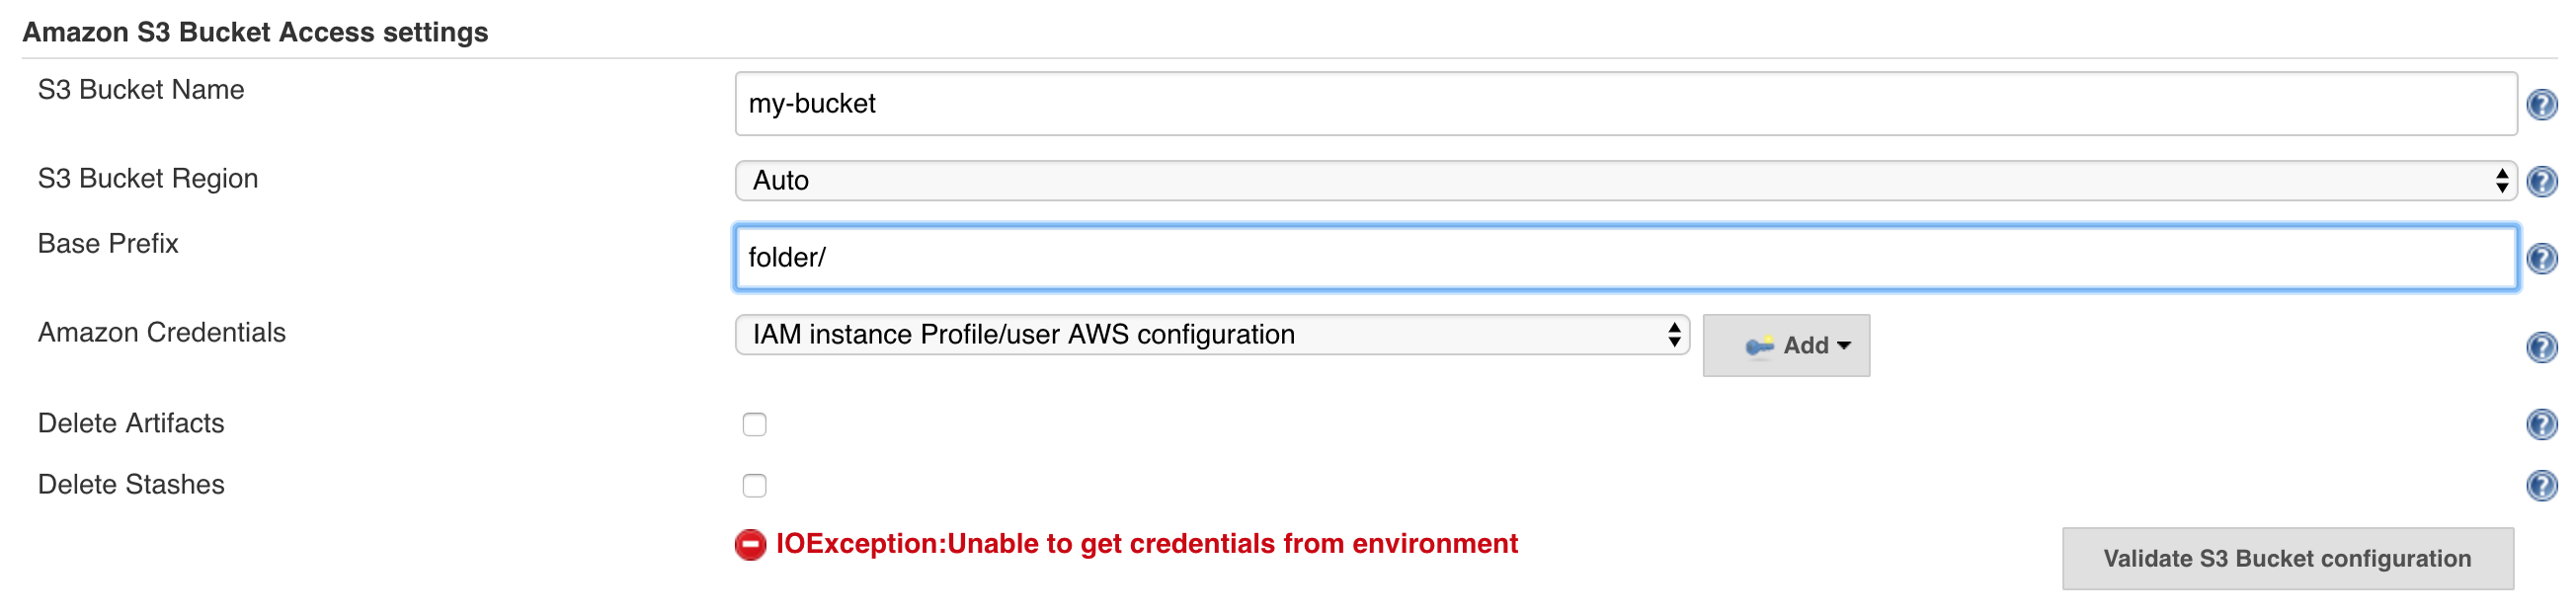 Amazon S3 Bucket Access settings
S3 Bucket Name
my-bucket
S3 Bucket Region
Auto
Base Prefix
folder/
Amazon Credentials
IAM instance Profile/user AWS configuration
Add
Delete Artifacts
Delete Stashes
IOException:Unable to get credentials from environment
Validate S3 Bucket configuration